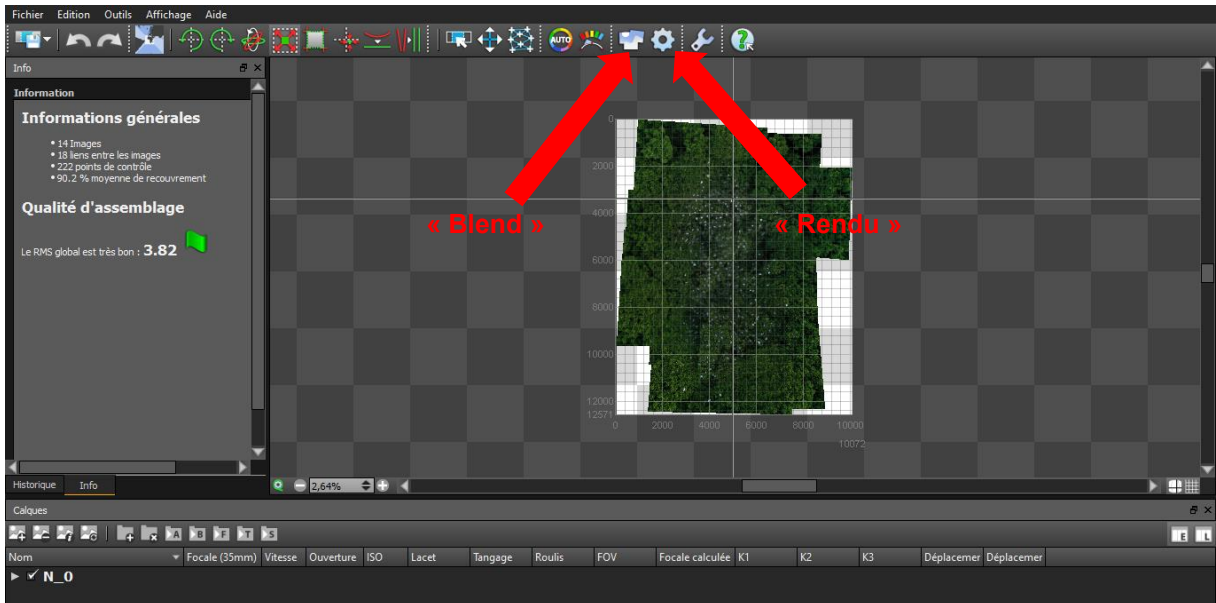 Fichier Edition Outils Affichage Aide
AUTO
Info
Information
Informations générales
14 Images
18 liens entre les images
222 points de contrôle
90.2 % moyenne de recouvrement
Qualité d'assemblage
Le RMS global est très bon : 3.82
« Blend »
« Rendu »
0
2000
4000
6000
8000
10000
12000
12571
0 2000 4000 6000 8000 10000
10072
Historique Info
2,64%
Calques
A B F T S E L
Nom Focale (35mm) Vitesse Ouverture ISO Lacet Tangage Roulis FOV Focale calculée K1 K2 K3 Déplacemer Déplacemer
N_0